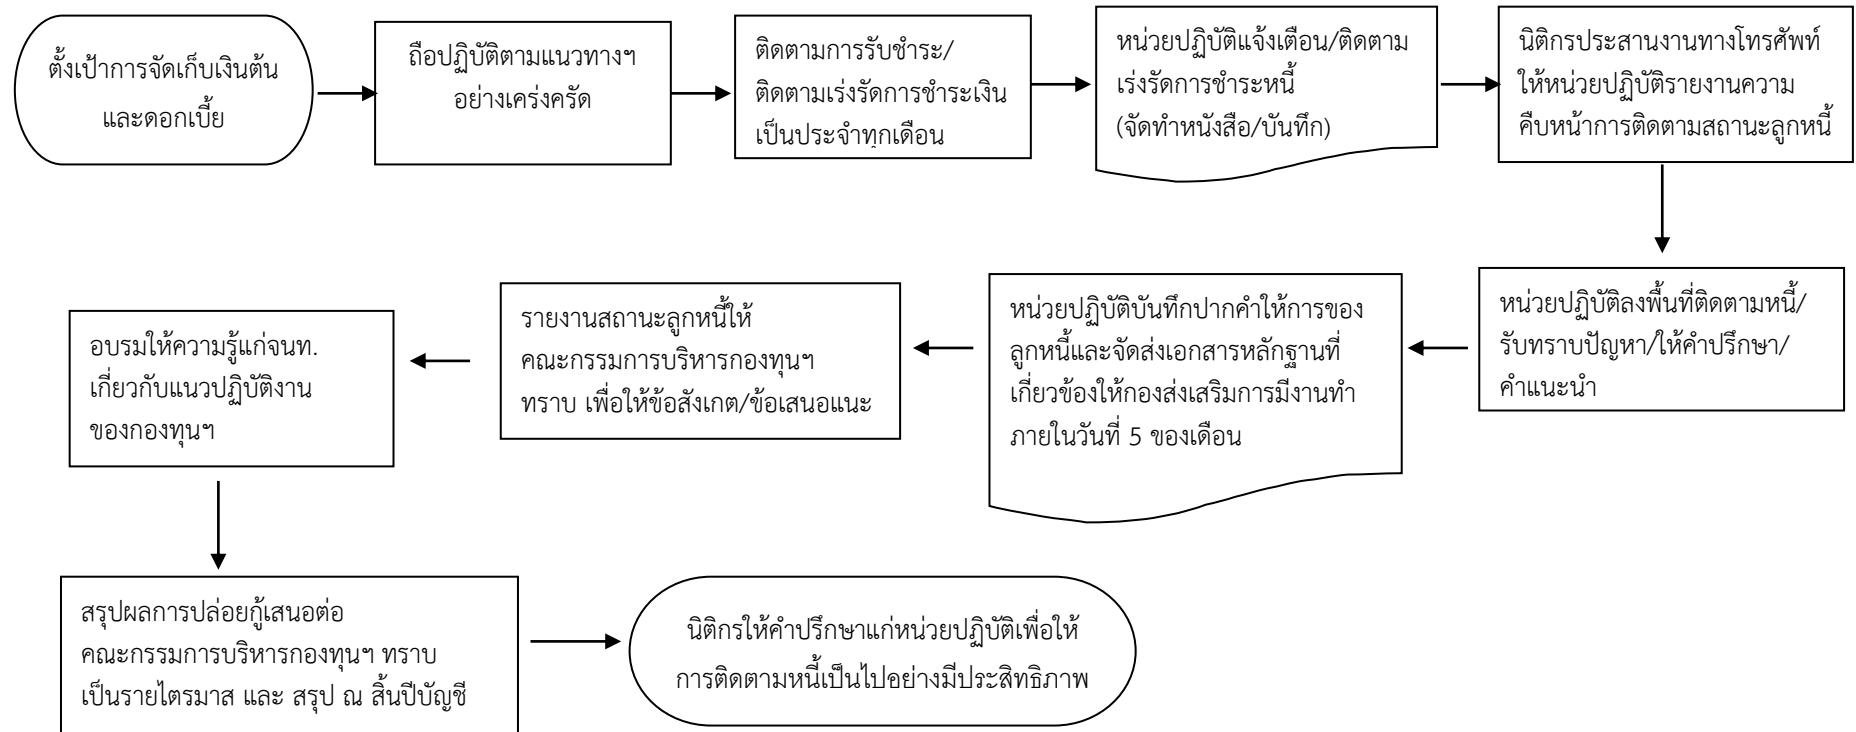 ตั้งเป้าการจัดเก็บเงินต้น
และดอกเบี้ย
ถือปฏิบัติตามแนวทางฯ
อย่างเคร่งครัด
ติดตามการรับชำระ/
ติดตามเร่งรัดการชำระเงิน
เป็นประจำทุกเดือน
หน่วยปฏิบัติแจ้งเตือน/ติดตาม
เร่งรัดการชำระหนี้
(จัดทำหนังสือ/บันทึก)
นิติกรประสานงานทางโทรศัพท์
ให้หน่วยปฏิบัติรายงานความ
คืบหน้าการติดตามสถานะลูกหนี้
หน่วยปฏิบัติลงพื้นที่ติดตามหนี้/
รับทราบปัญหา/ให้คำปรึกษา/
คำแนะนำ
หน่วยปฏิบัติบันทึกปากคำให้การของ
ลูกหนี้และจัดส่งเอกสารหลักฐานที่
เกี่ยวข้องให้กองส่งเสริมการมีงานทำ
ภายในวันที่ 5 ของเดือน
รายงานสถานะลูกหนี้ให้
คณะกรรมการบริหารกองทุนฯ
ทราบ เพื่อให้ข้อสังเกต/ข้อเสนอแนะ
อบรมให้ความรู้แก่จนท.
เกี่ยวกับแนวปฏิบัติงาน
ของกองทุนฯ
สรุปผลการปล่อยกู้เสนอต่อ
คณะกรรมการบริหารกองทุนฯ ทราบ
เป็นรายไตรมาส และ สรุป ณ สิ้นปีบัญชี
นิติกรให้คำปรึกษาแก่หน่วยปฏิบัติเพื่อให้
การติดตามหนี้เป็นไปอย่างมีประสิทธิภาพ